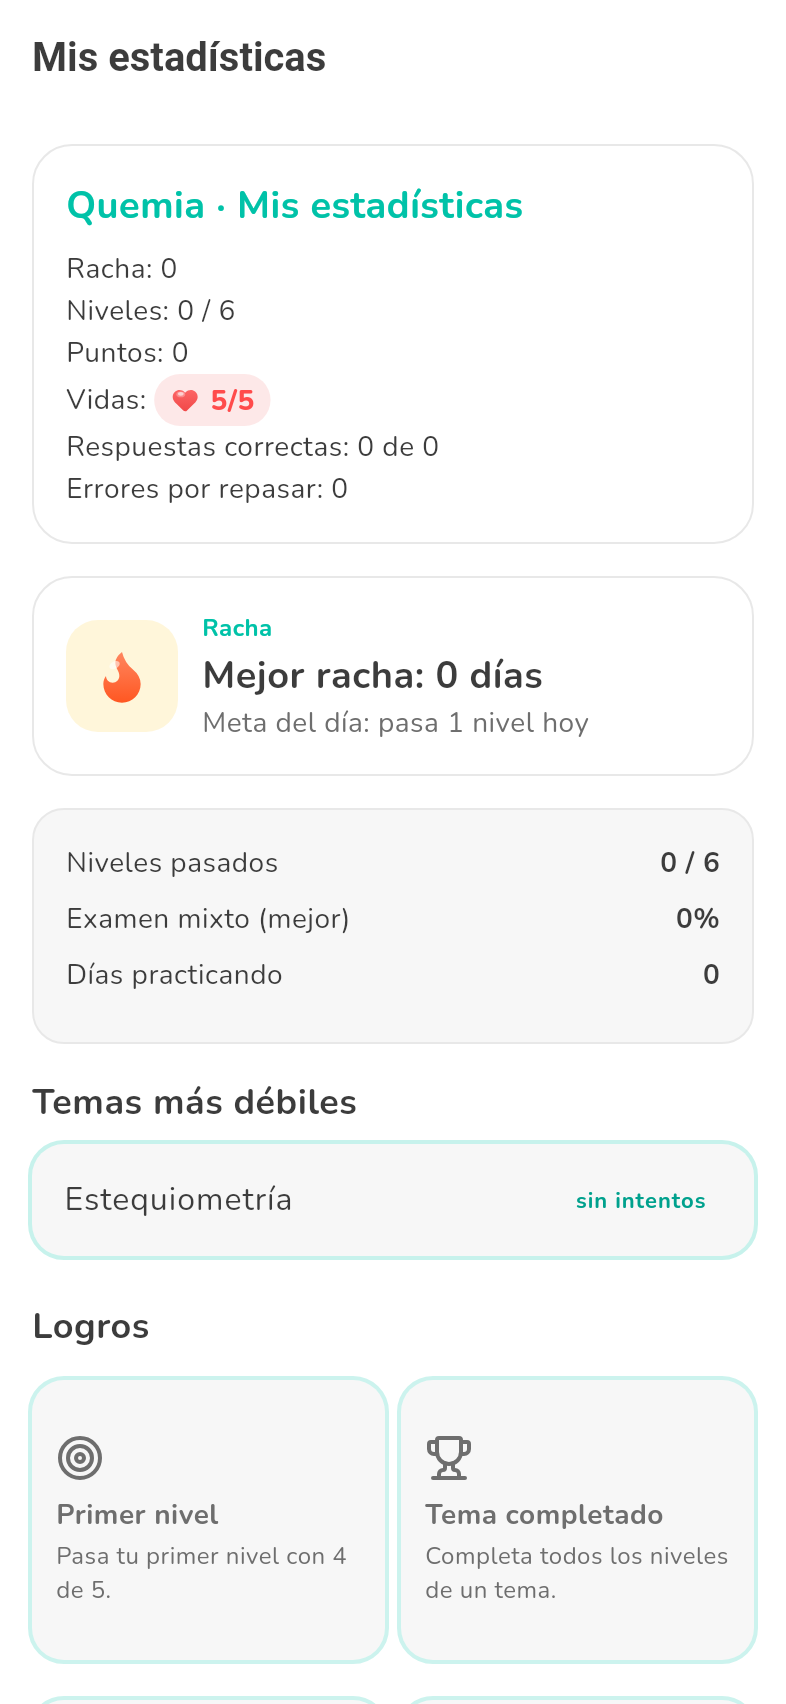 Mis estadísticas
Quemia · Mis estadísticas
Racha: 0
Niveles: 0 / 6
Puntos: 0
Vidas: 5/5
Respuestas correctas: 0 de 0
Errores por repasar: 0
Racha
Mejor racha: 0 días
Meta del día: pasa 1 nivel hoy
Niveles pasados 0 / 6
Examen mixto (mejor) 0%
Días practicando 0
Temas más débiles
Estequiometría sin intentos
Logros
Primer nivel
Pasa tu primer nivel con 4
de 5.
Tema completado
Completa todos los niveles
de un tema.